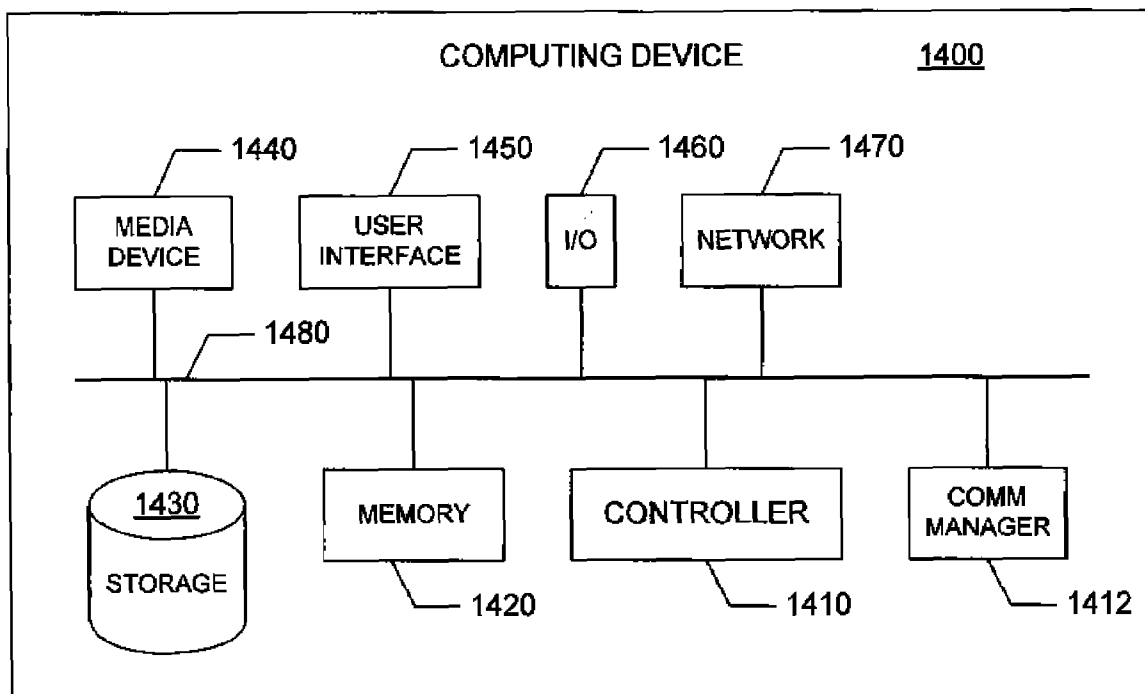 COMPUTING DEVICE 1400
1440
1450
1460
1470
MEDIA
DEVICE
USER
INTERFACE
I/O
NETWORK
1480
1430
STORAGE
MEMORY
CONTROLLER
COMM
MANAGER
1420
1410
1412